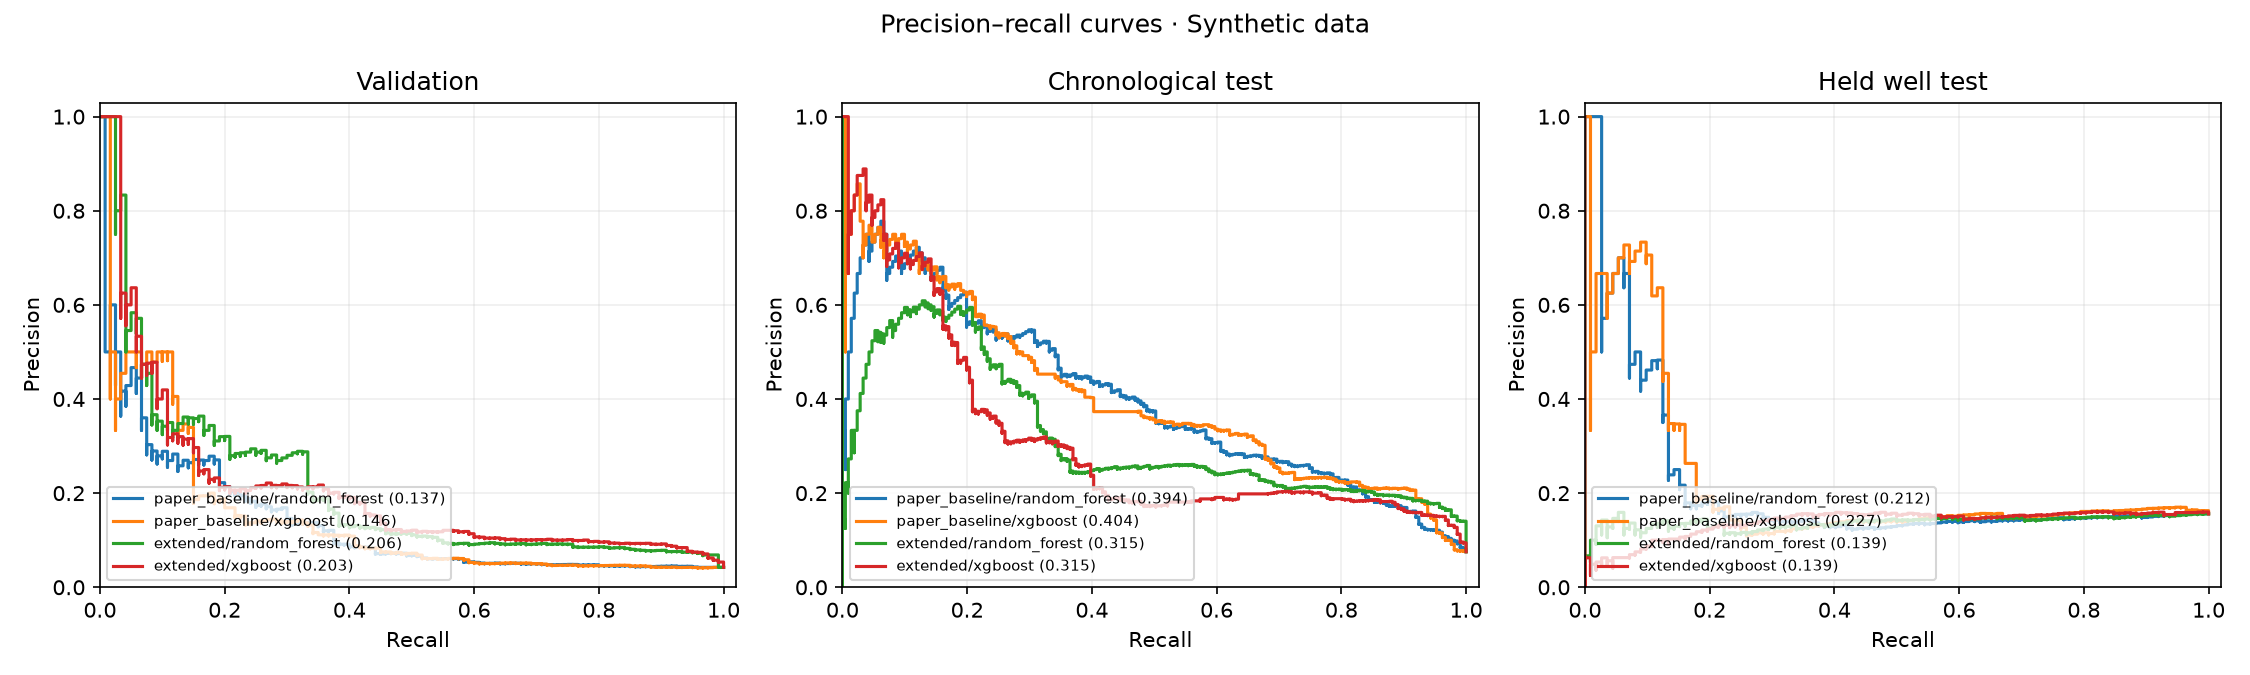 Precision–recall curves · Synthetic data
Validation
Precision
1.0
0.8
0.6
0.4
0.2
0.0
paper_baseline/random_forest (0.137)
paper_baseline/xgboost (0.146)
extended/random_forest (0.206)
extended/xgboost (0.203)
0.0 0.2 0.4 0.6 0.8 1.0
Recall
Chronological test
Precision
1.0
0.8
0.6
0.4
0.2
0.0
paper_baseline/random_forest (0.394)
paper_baseline/xgboost (0.404)
extended/random_forest (0.315)
extended/xgboost (0.315)
0.0 0.2 0.4 0.6 0.8 1.0
Recall
Held well test
Precision
1.0
0.8
0.6
0.4
0.2
0.0
paper_baseline/random_forest (0.212)
paper_baseline/xgboost (0.227)
extended/random_forest (0.139)
extended/xgboost (0.139)
0.0 0.2 0.4 0.6 0.8 1.0
Recall